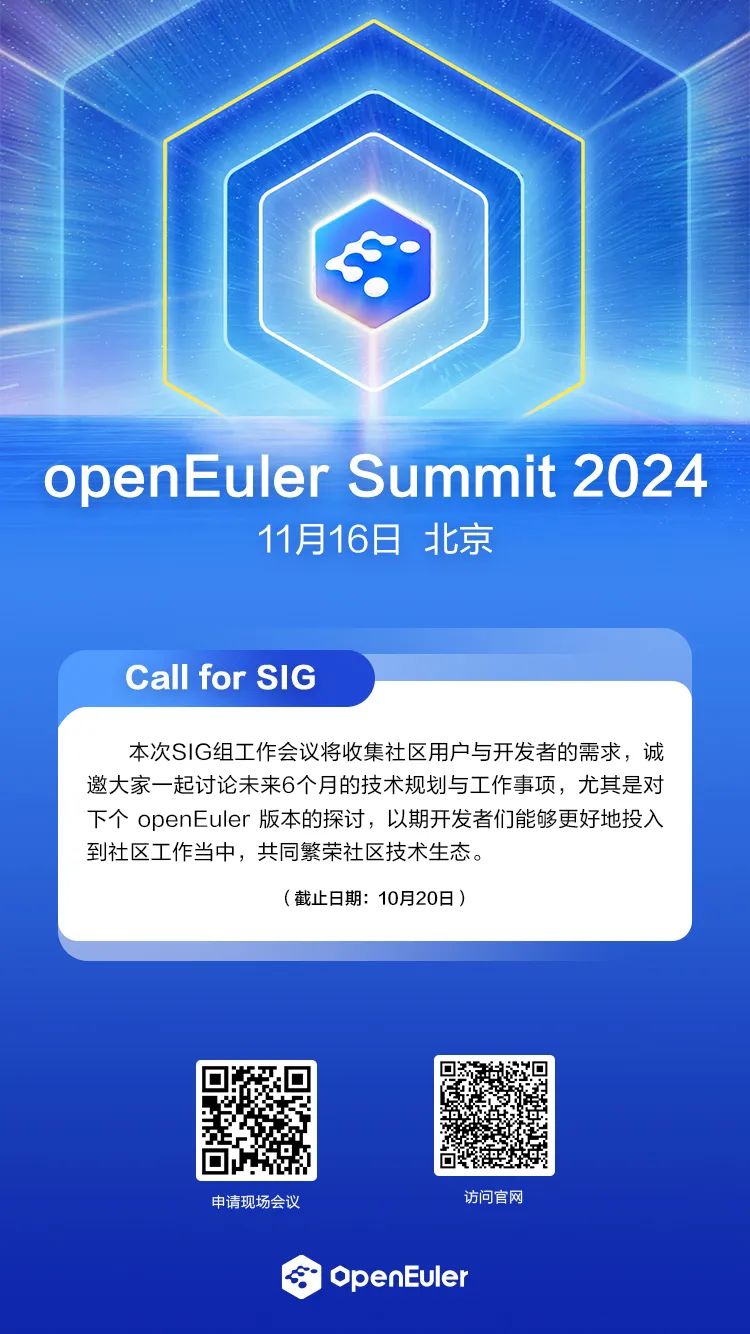 openEuler Summit 2024
11月16日 北京
Call for SIG
本次SIG组工作会议将收集社区用户与开发者的需求，诚
邀大家一起讨论未来6个月的技术规划与工作事项，尤其是对
下个 openEuler 版本的探讨，以期开发者们能够更好地投入
到社区工作当中，共同繁荣社区技术生态。
（截止日期：10月20日）
申请现场会议
访问官网
OpenEuler